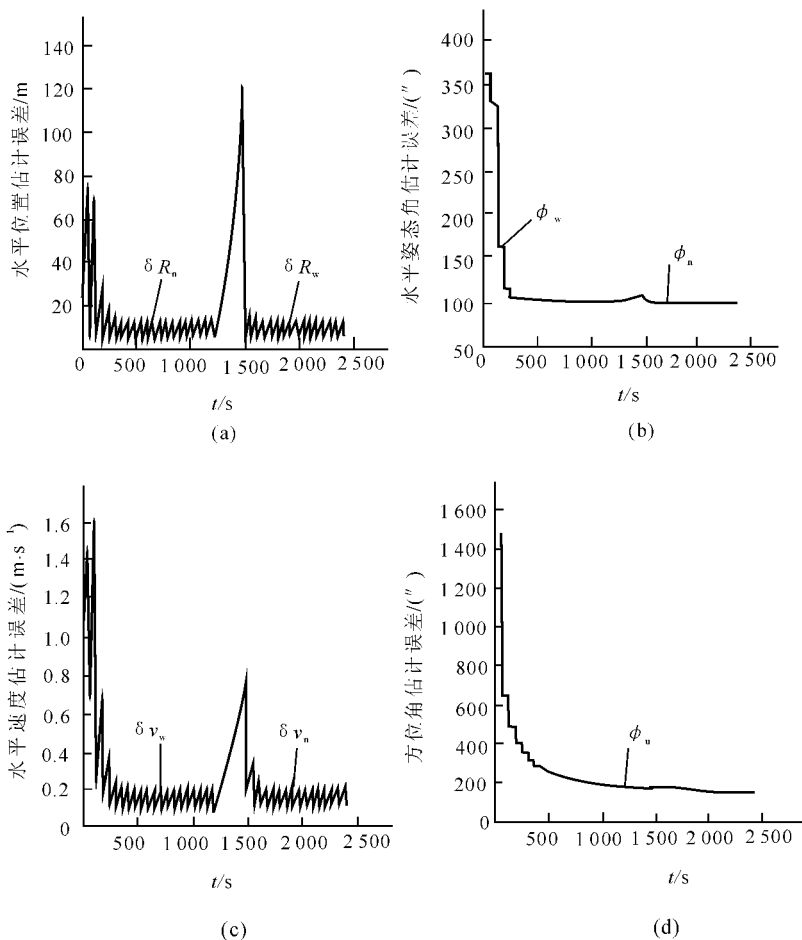 水平位置估计误差/m
140
120
100
80
60
40
20
δR_n
δR_w
0 500 1 000 1 500 2 000 2 500
t/s
(a)
水平姿态角估计误差/(″)
400
350
300
250
200
150
100
50
ϕ_w
ϕ_n
0 500 1 000 1 500 2 000 2 500
t/s
(b)
水平速度估计误差/(m·s¹)
1.6
1.4
1.2
1.0
0.8
0.6
0.4
0.2
0
δv_w
δv_n
500 1 000 1 500 2 000 2 500
t/s
(c)
方位角估计误差/(″)
1 600
1 400
1 000
800
600
400
200
0
ϕ_u
500 1 000 1 500 2 000 2 500
t/s
(d)